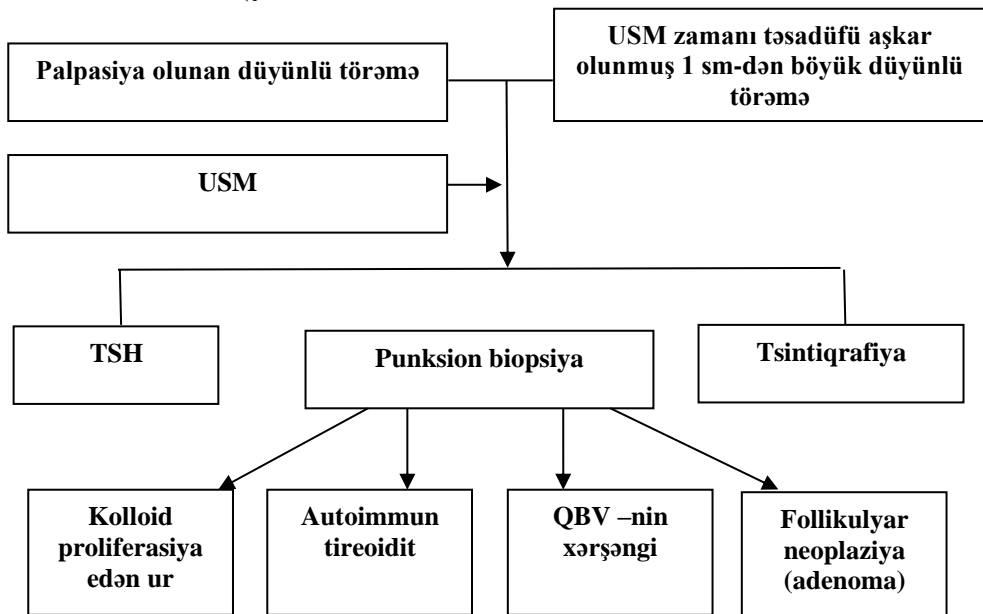 Palpasiya olunan düyünlü törəmə
USM zamanı təsadüfü aşkar
olunmuş 1 sm-dən böyük düyünlü
törəmə
USM
TSH
Punksion biopsiya
Tsintiqrafiya
Kolloid
proliferasiya
edən ur
Autoimmun
tireoidit
QBV –nin
xərşəngi
Follikulyar
neoplaziya
(adenoma)